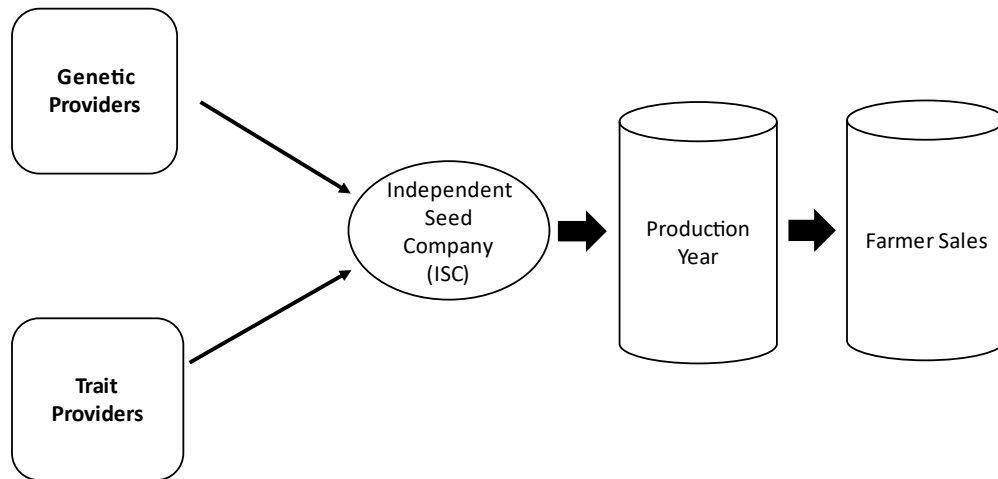 Genetic
Providers
Independent
Seed
Company
(ISC)
Production
Year
Farmer Sales
Trait
Providers